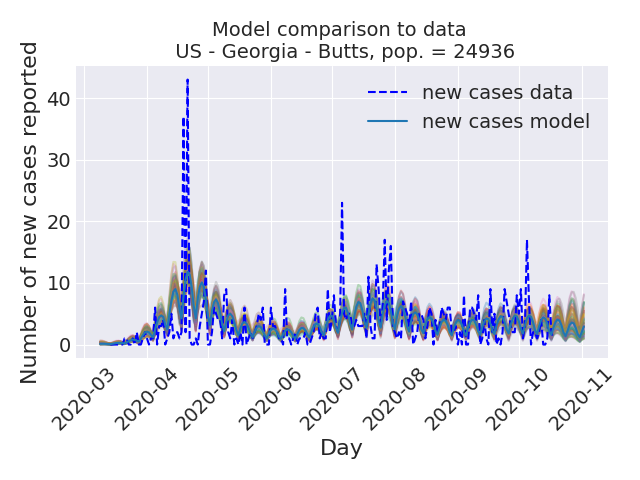 Model comparison to data
US - Georgia - Butts, pop. = 24936
Number of new cases reported
40
30
20
10
0
new cases data
new cases model
2020-03
2020-04
2020-05
2020-06
2020-07
2020-08
2020-09
2020-10
2020-11
Day